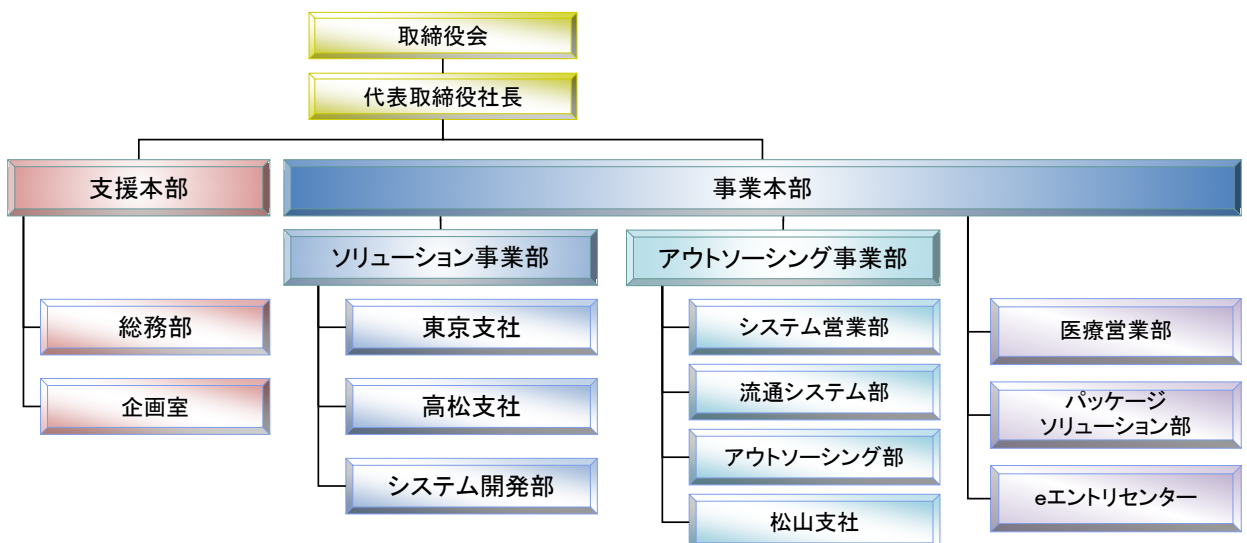 取締役会
代表取締役社長
支援本部
事業本部
ソリューション事業部
アウトソーシング事業部
総務部
企画室
東京支社
高松支社
システム開発部
システム営業部
流通システム部
アウトソーシング部
松山支社
医療営業部
パッケージ
ソリューション部
eエントリセンター